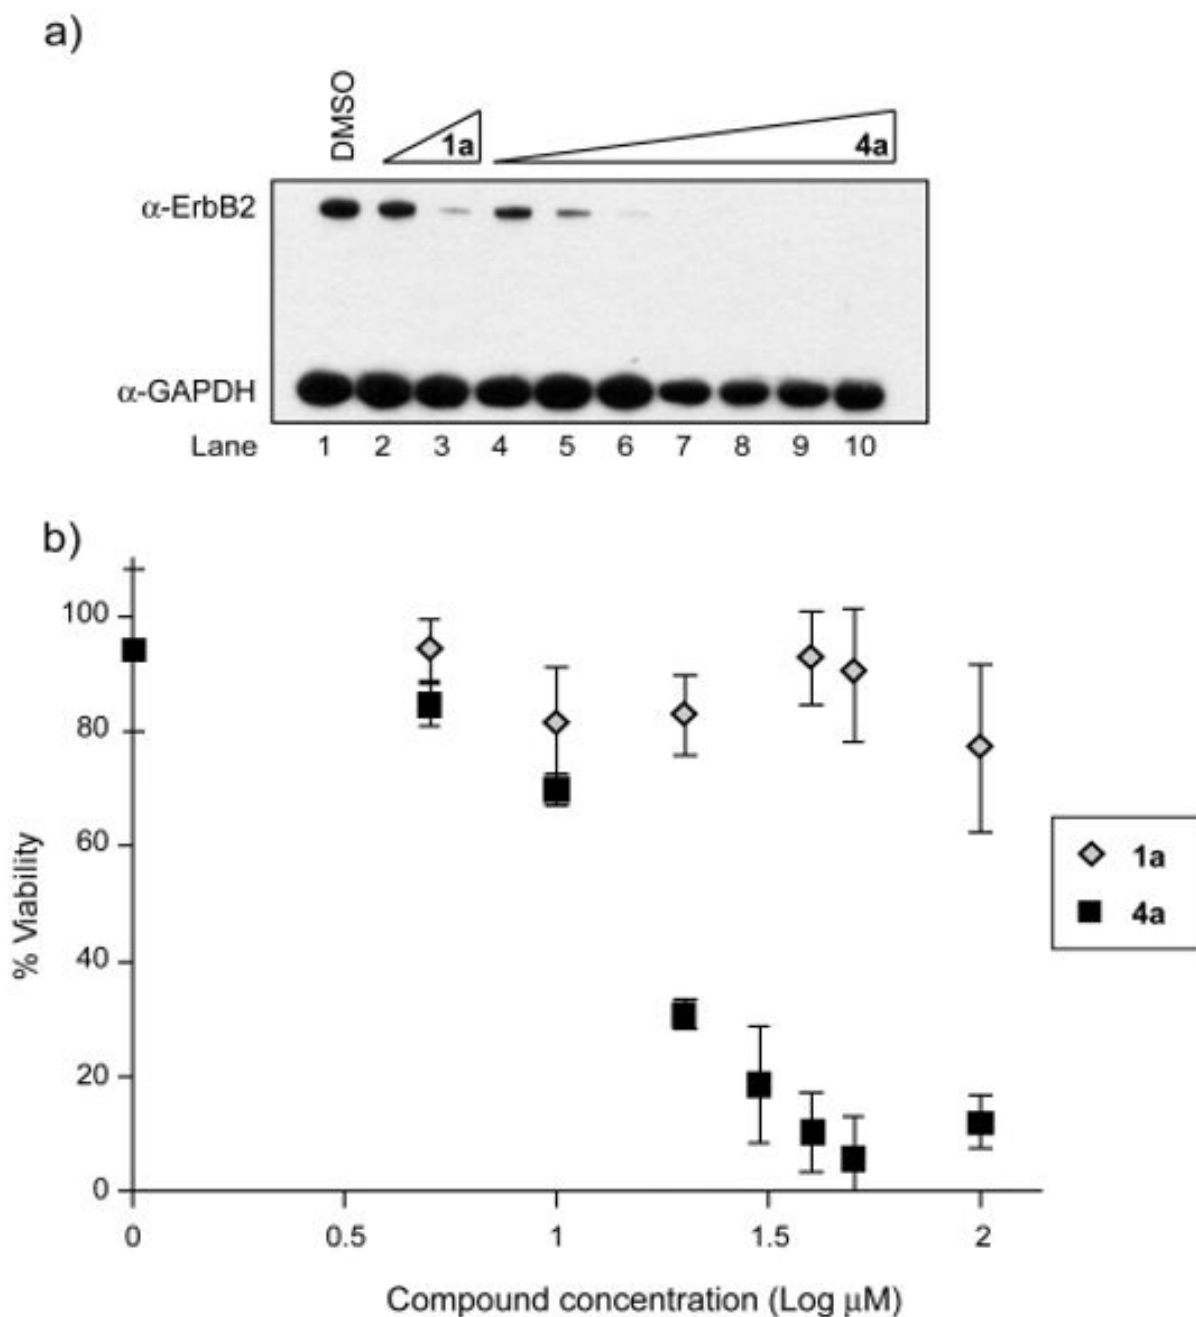 a)
DMSO
1a
4a
α-ErbB2
α-GAPDH
Lane 1 2 3 4 5 6 7 8 9 10
b)
% Viability
100
80
60
40
20
0
0 0.5 1 1.5 2
Compound concentration (Log μM)
1a
4a